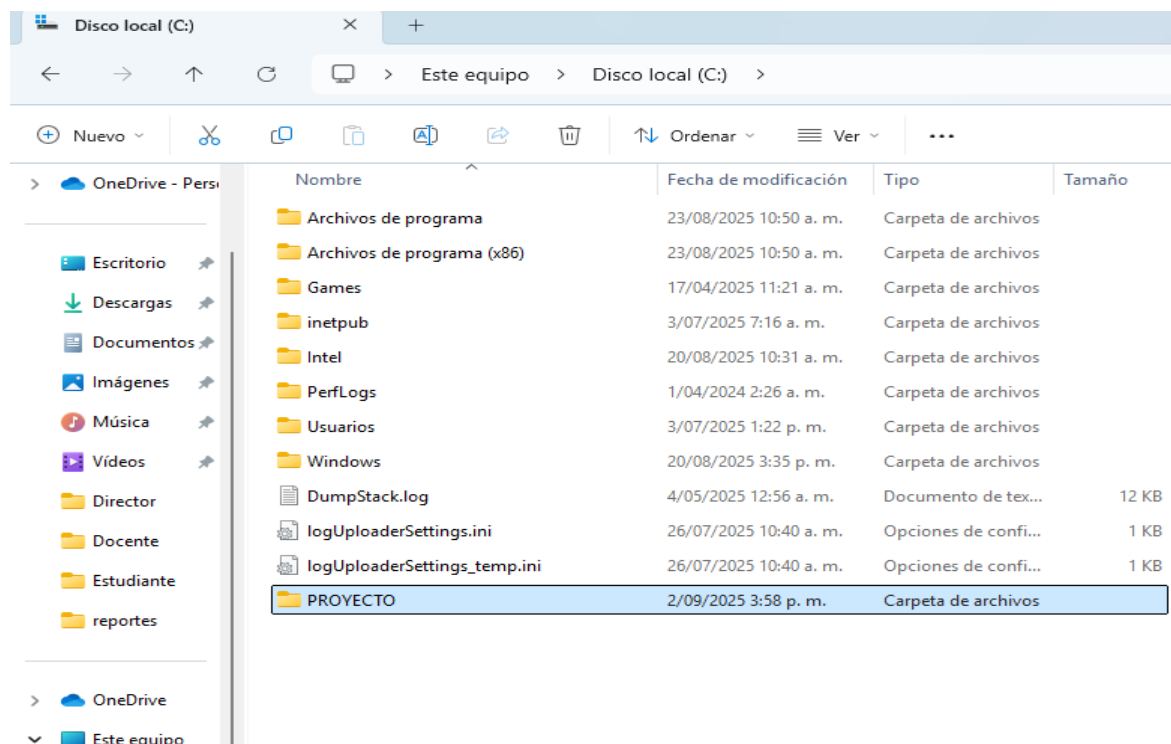 Disco local (C:)
Este equipo > Disco local (C:) >
Nuevo Ordenar Ver ...
OneDrive - Pers
Escritorio
Descargas
Documentos
Imágenes
Música
Vídeos
Director
Docente
Estudiante
reportes
OneDrive
Este equipo
Nombre Fecha de modificación Tipo Tamaño
Archivos de programa 23/08/2025 10:50 a. m. Carpeta de archivos
Archivos de programa (x86) 23/08/2025 10:50 a. m. Carpeta de archivos
Games 17/04/2025 11:21 a. m. Carpeta de archivos
inetpub 3/07/2025 7:16 a. m. Carpeta de archivos
Intel 20/08/2025 10:31 a. m. Carpeta de archivos
PerfLogs 1/04/2024 2:26 a. m. Carpeta de archivos
Usuarios 3/07/2025 1:22 p. m. Carpeta de archivos
Windows 20/08/2025 3:35 p. m. Carpeta de archivos
DumpStack.log 4/05/2025 12:56 a. m. Documento de tex... 12 KB
logUploaderSettings.ini 26/07/2025 10:40 a. m. Opciones de confi... 1 KB
logUploaderSettings_temp.ini 26/07/2025 10:40 a. m. Opciones de confi... 1 KB
PROYECTO 2/09/2025 3:58 p. m. Carpeta de archivos